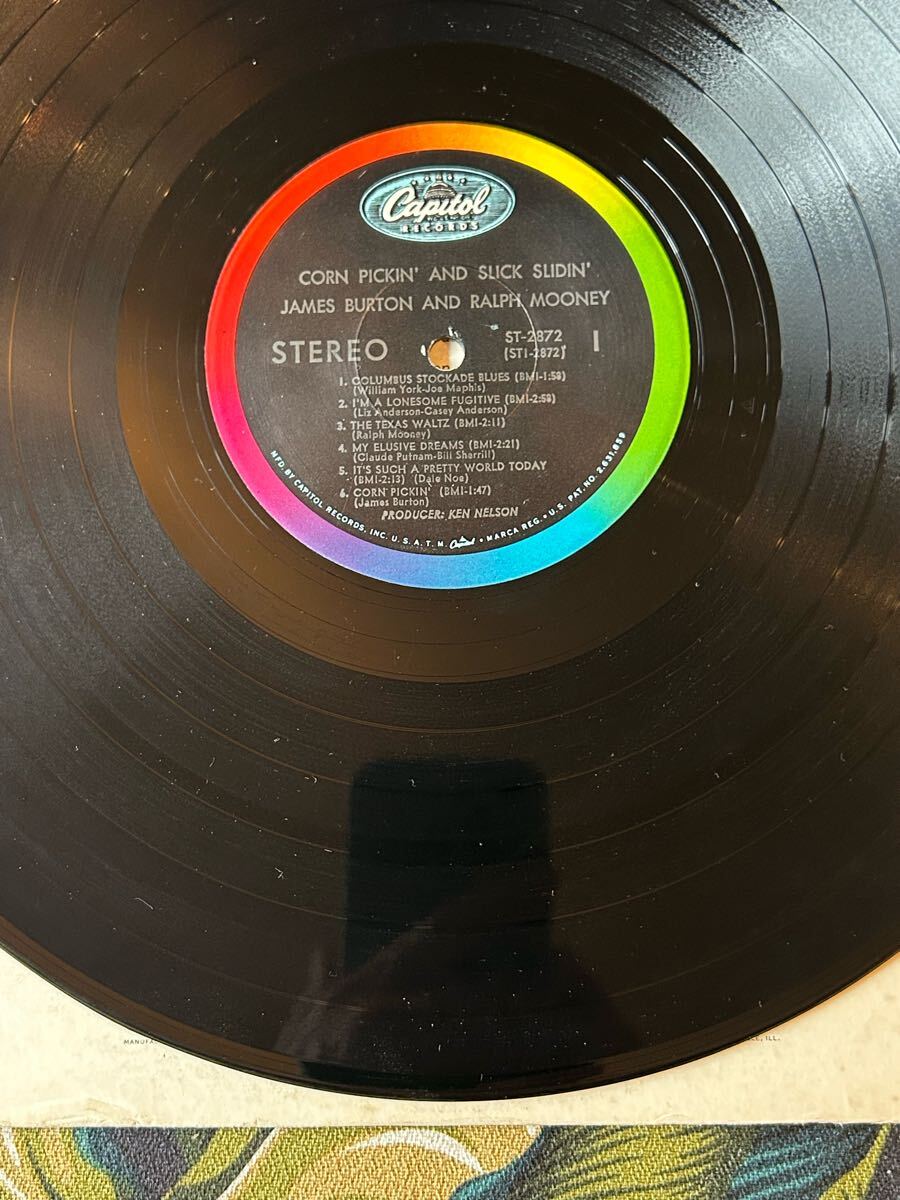 Capitol
RECORDS
CORN PICKIN' AND SLICK SLIDIN'
JAMES BURTON AND RALPH MOONEY
STEREO
ST-2872
(ST1-2872)
1
1. COLUMBUS STOCKADE BLUES (BMI-1:58)
(William York-Joe Maphis)
2. I'M A LONESOME FUGITIVE (BMI-2:58)
(Liz Anderson-Casey Anderson)
3. THE TEXAS WALTZ (BMI-2:11)
(Ralph Mooney)
4. MY ELUSIVE DREAMS (BMI-2:21)
(Claude Putnam-Bill Sherrill)
5. IT'S SUCH A PRETTY WORLD TODAY
(BMI-2:13) (Dale Noe)
6. CORN PICKIN' (BMI-1:47)
(James Burton)
PRODUCER: KEN NELSON
MFD. BY CAPITOL RECORDS, INC. U.S.A. T.M. Capitol • MARCA REG. • U.S. PAT. NO. 2,631,859
ILL.